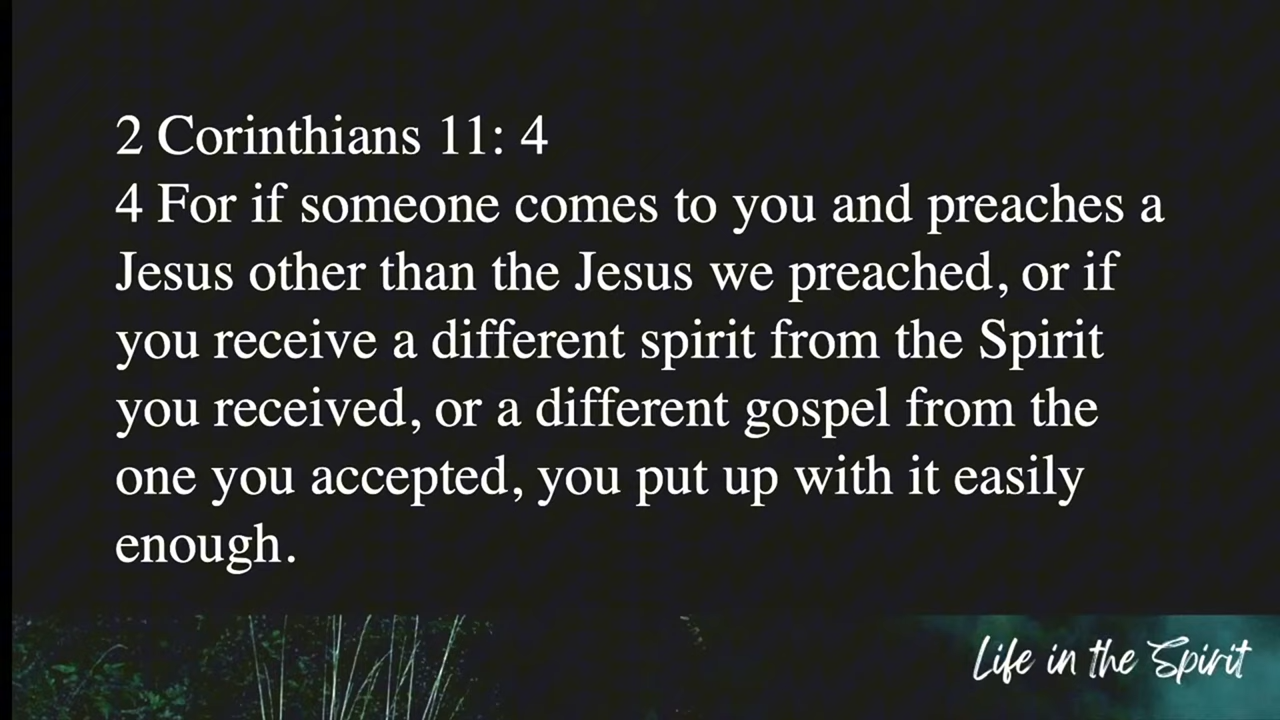 2 Corinthians 11: 4
4 For if someone comes to you and preaches a
Jesus other than the Jesus we preached, or if
you receive a different spirit from the Spirit
you received, or a different gospel from the
one you accepted, you put up with it easily
enough.
Life in the Spirit